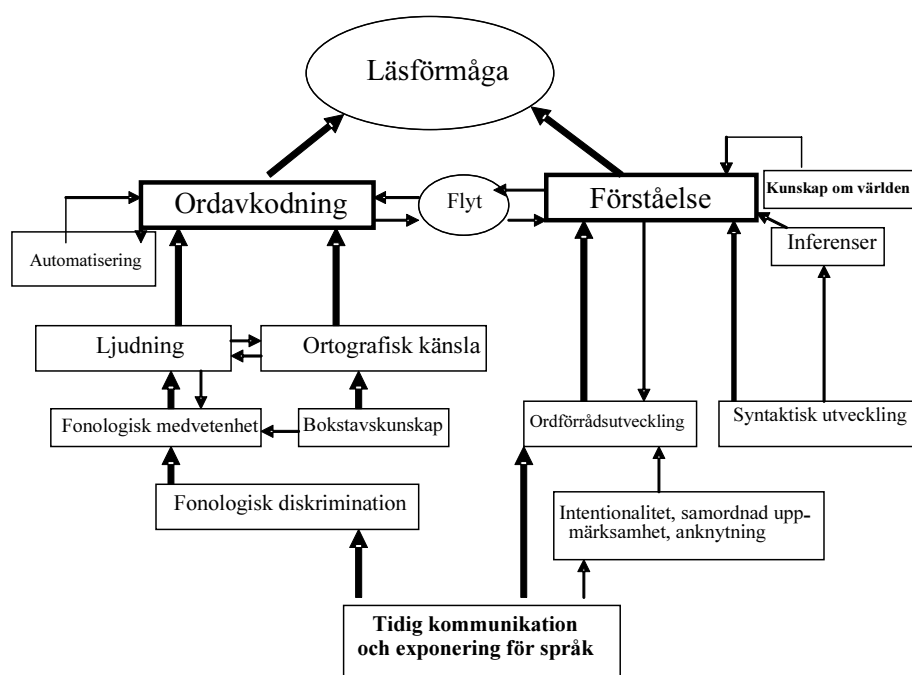 Läsförmåga
Kunskap om världen
Ordavkodning
Flyt
Förståelse
Inferenser
Automatisering
Ljudning
Ortografisk känsla
Fonologisk medvetenhet
Bokstavskunskap
Ordförrådsutveckling
Syntaktisk utveckling
Fonologisk diskrimination
Intentionalitet, samordnad upp-
märksamhet, anknytning
Tidig kommunikation
och exponering för språk